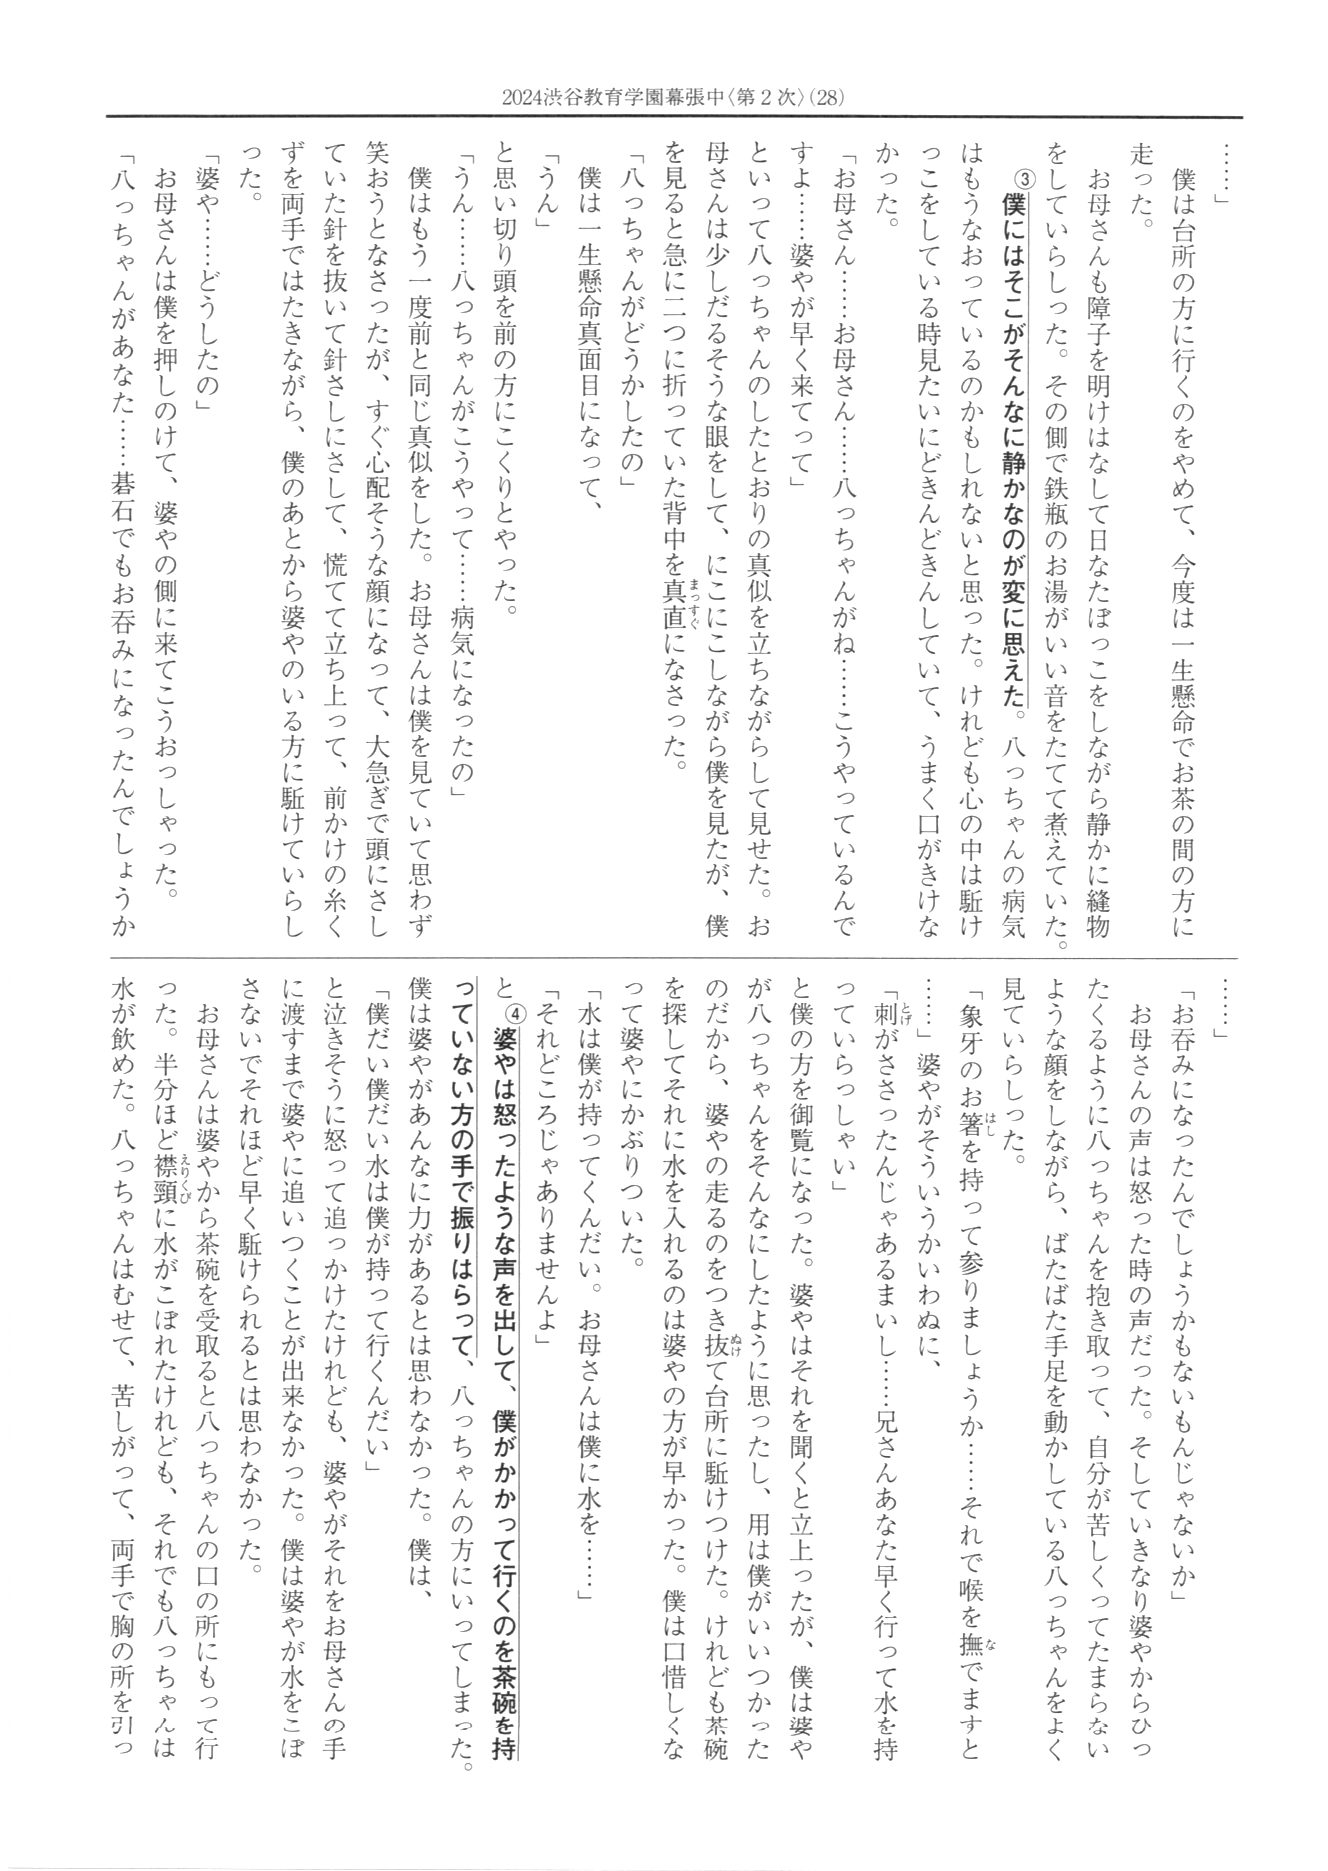 2024渋谷教育学園幕張中〈第2次〉(28)
……」
僕は台所の方に行くのをやめて、今度は一生懸命でお茶の間の方に
走った。
お母さんも障子を明けはなして日なたぼっこをしながら静かに縫物
をしていらしった。その側で鉄瓶のお湯がいい音をたてて煮えていた。
③僕にはそこがそんなに静かなのが変に思えた。八っちゃんの病気
はもうなおっているのかもしれないと思った。けれども心の中は駈け
っこをしている時見たいにどきんどきんしていて、うまく口がきけな
かった。
「お母さん……お母さん……八っちゃんがね……こうやっているんで
すよ……婆やが早く来てって」
といって八っちゃんのしたとおりの真似を立ちながらして見せた。お
母さんは少しだるそうな眼をして、にこにこしながら僕を見たが、僕
を見ると急に二つに折っていた背中を真直になさった。
まっすぐ
「八っちゃんがどうかしたの」
僕は一生懸命真面目になって、
「うん」
と思い切り頭を前の方にこくりとやった。
「うん……八っちゃんがこうやって……病気になったの」
僕はもう一度前と同じ真似をした。お母さんは僕を見ていて思わず
笑おうとなさったが、すぐ心配そうな顔になって、大急ぎで頭にさし
ていた針を抜いて針さしにさして、慌てて立ち上って、前かけの糸く
ずを両手ではたきながら、僕のあとから婆やのいる方に駈けていらし
った。
「婆や……どうしたの」
お母さんは僕を押しのけて、婆やの側に来てこうおっしゃった。
「八っちゃんがあなた……碁石でもお呑みになったんでしょうか
……」
「お呑みになったんでしょうかもないもんじゃないか」
お母さんの声は怒った時の声だった。そしていきなり婆やからひっ
たくるように八っちゃんを抱き取って、自分が苦しくってたまらない
ような顔をしながら、ばたばた手足を動かしている八っちゃんをよく
見ていらしった。
「象牙のお箸を持って参りましょうか……それで喉を撫でますと
はし
な
……」婆やがそういうかいわぬに、
「刺がささったんじゃあるまいし……兄さんあなた早く行って水を持
とげ
っていらっしゃい」
と僕の方を御覧になった。婆やはそれを聞くと立上ったが、僕は婆や
が八っちゃんをそんなにしたように思ったし、用は僕がいいつかった
のだから、婆やの走るのをつき抜て台所に駈けつけた。けれども茶碗
ぬけ
を探してそれに水を入れるのは婆やの方が早かった。僕は口惜しくな
って婆やにかぶりついた。
「水は僕が持ってくんだい。お母さんは僕に水を……」
「それどころじゃありませんよ」
と④婆やは怒ったような声を出して、僕がかかって行くのを茶碗を持
っていない方の手で振りはらって、八っちゃんの方にいってしまった。
僕は婆やがあんなに力があるとは思わなかった。僕は、
「僕だい僕だい水は僕が持って行くんだい」
と泣きそうに怒って追っかけたけれども、婆やがそれをお母さんの手
に渡すまで婆やに追いつくことが出来なかった。僕は婆やが水をこぼ
さないでそれほど早く駈けられるとは思わなかった。
お母さんは婆やから茶碗を受取ると八っちゃんの口の所にもって行
った。半分ほど襟頸に水がこぼれたけれども、それでも八っちゃんは
えりくび
水が飲めた。八っちゃんはむせて、苦しがって、両手で胸の所を引っ